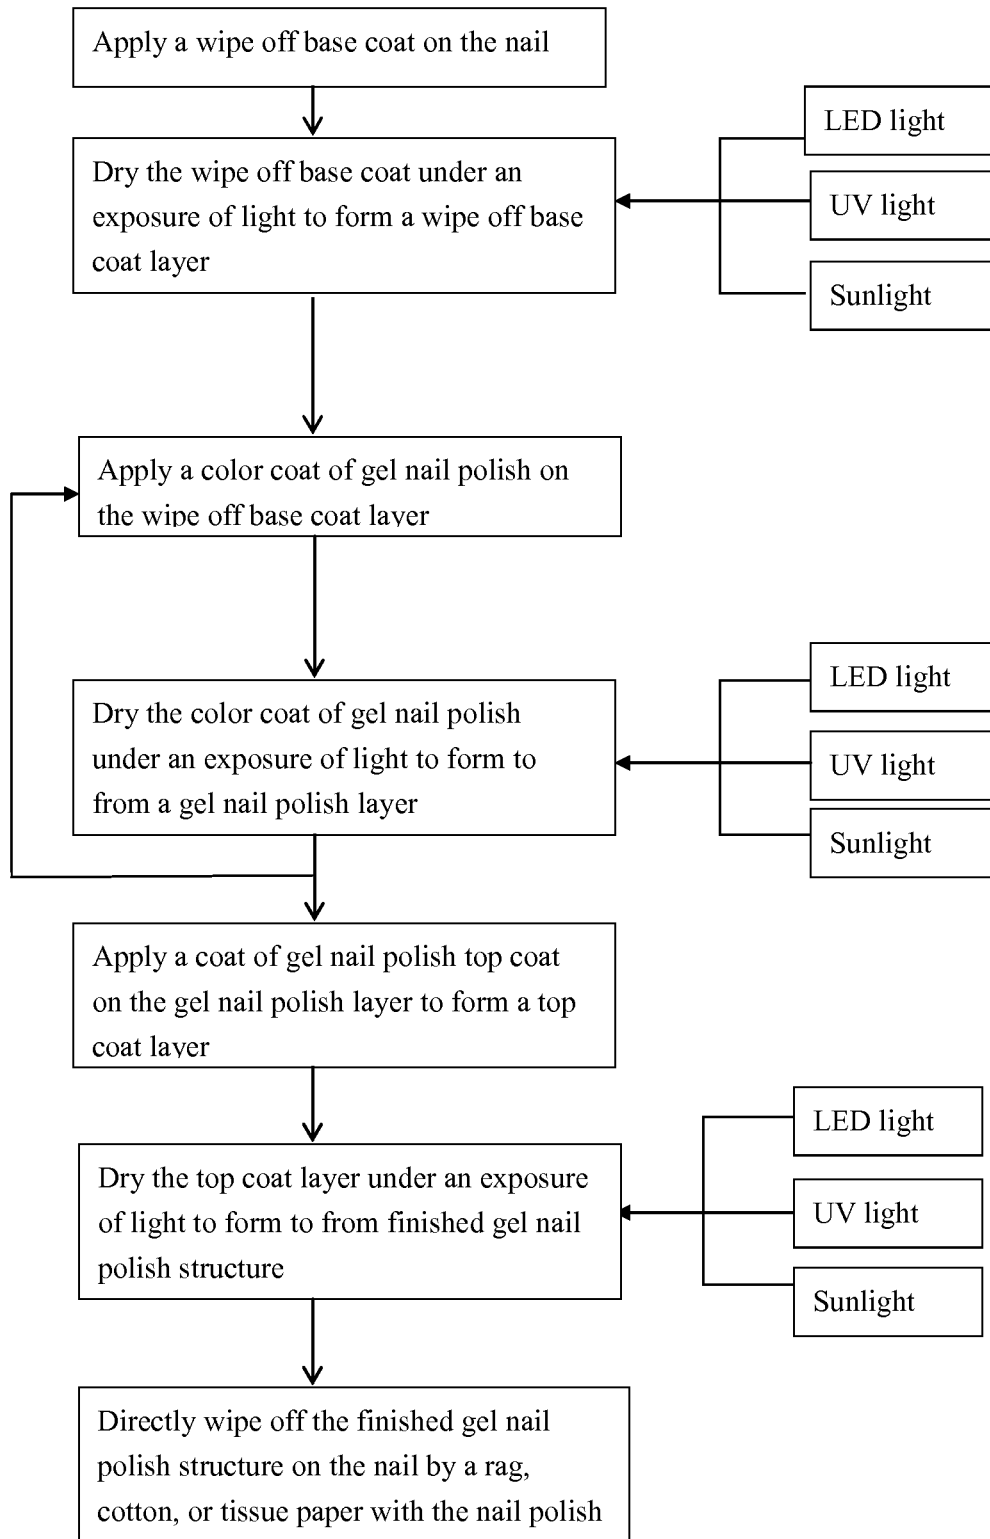 Apply a wipe off base coat on the nail
LED light
Dry the wipe off base coat under an
exposure of light to form a wipe off base
coat layer
UV light
Sunlight
Apply a color coat of gel nail polish on
the wipe off base coat layer
LED light
Dry the color coat of gel nail polish
under an exposure of light to form to
from a gel nail polish layer
UV light
Sunlight
Apply a coat of gel nail polish top coat
on the gel nail polish layer to form a top
coat layer
LED light
Dry the top coat layer under an exposure
of light to form to from finished gel nail
polish structure
UV light
Sunlight
Directly wipe off the finished gel nail
polish structure on the nail by a rag,
cotton, or tissue paper with the nail polish